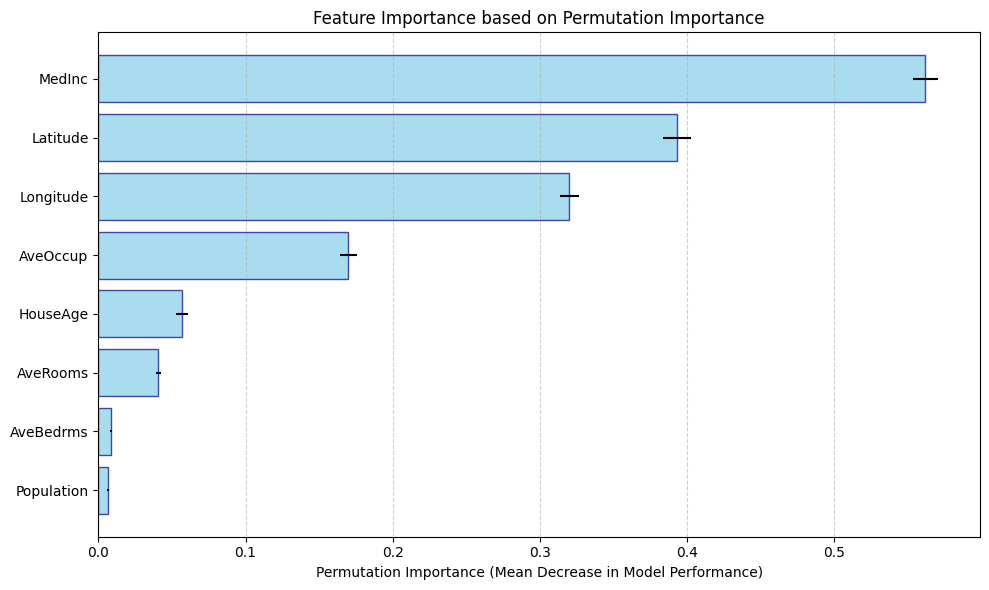 Feature Importance based on Permutation Importance
MedInc
Latitude
Longitude
AveOccup
HouseAge
AveRooms
AveBedrms
Population
0.0 0.1 0.2 0.3 0.4 0.5
Permutation Importance (Mean Decrease in Model Performance)